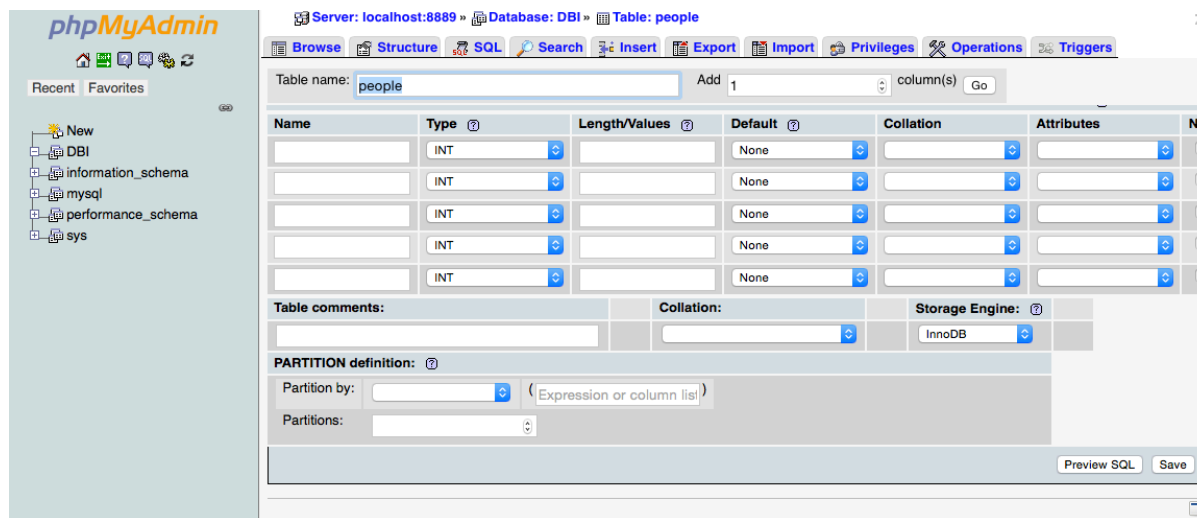 phpMyAdmin
Server: localhost:8889 » Database: DBI » Table: people
Browse Structure SQL Search Insert Export Import Privileges Operations Triggers
Recent Favorites
Table name: people Add 1 column(s) Go
New
DBI
information_schema
mysql
performance_schema
sys
Name Type Length/Values Default Collation Attributes N
INT None
INT None
INT None
INT None
INT None
Table comments: Collation: Storage Engine:
InnoDB
PARTITION definition:
Partition by: ( Expression or column list )
Partitions:
Preview SQL Save